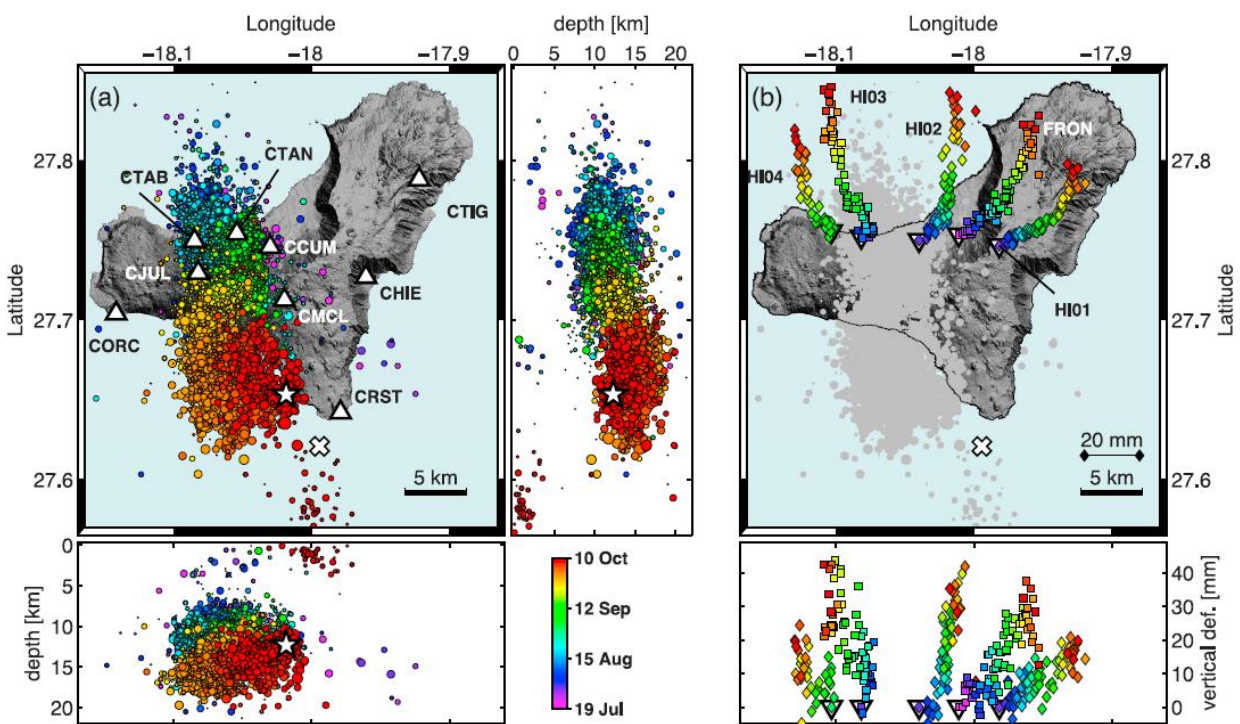 Longitude
depth [km]
Longitude
−18.1
−18
−17.9
0
5
10
15
20
−18.1
−18
−17.9
(a)
CTAN
CTAB
CTIG
CCUM
CJUL
CHIE
CMCL
CORC
CRST
5 km
27.8
27.7
27.6
Latitude
(b)
HI03
HI02
FRON
HI04
HI01
20 mm
5 km
27.8
27.7
27.6
Latitude
0
5
10
15
20
depth [km]
10 Oct
12 Sep
15 Aug
19 Jul
40
30
20
10
0
vertical def. [mm]